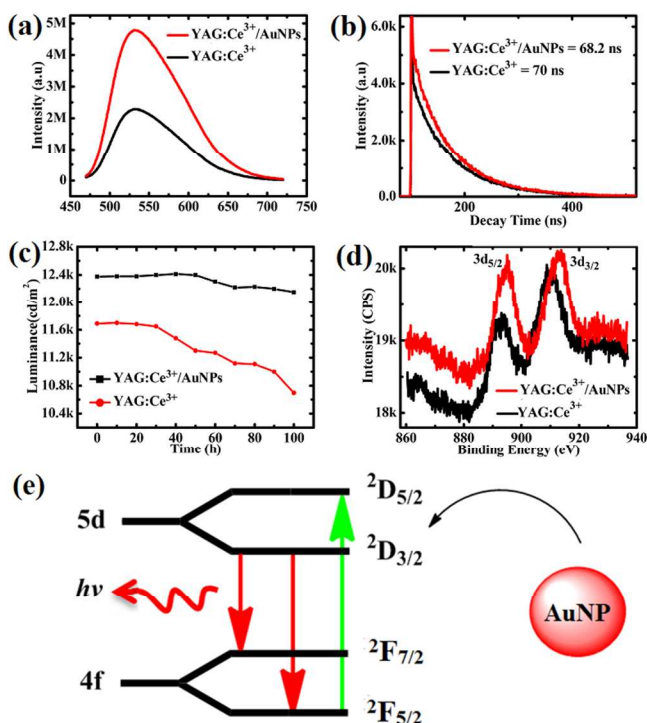 (a)
YAG:Ce³⁺/AuNPs
YAG:Ce³⁺
Intensity (a.u)
5M
4M
3M
2M
1M
0
450 500 550 600 650 700 750
(b)
YAG:Ce³⁺/AuNPs = 68.2 ns
YAG:Ce³⁺ = 70 ns
Intensity (a.u)
6.0k
4.0k
2.0k
0.0
200 400
Decay Time (ns)
(c)
Luminance(cd/m²)
12.8k
12.4k
12.0k
11.6k
11.2k
10.8k
10.4k
YAG:Ce³⁺/AuNPs
YAG:Ce³⁺
0 20 40 60 80 100
Time (h)
(d)
3d₅/₂
3d₃/₂
Intensity (CPS)
20k
19k
18k
YAG:Ce³⁺/AuNPs
YAG:Ce³⁺
860 880 900 920 940
Binding Energy (eV)
(e)
²D₅/₂
5d
²D₃/₂
hν
AuNP
²F₇/₂
4f
²F₅/₂